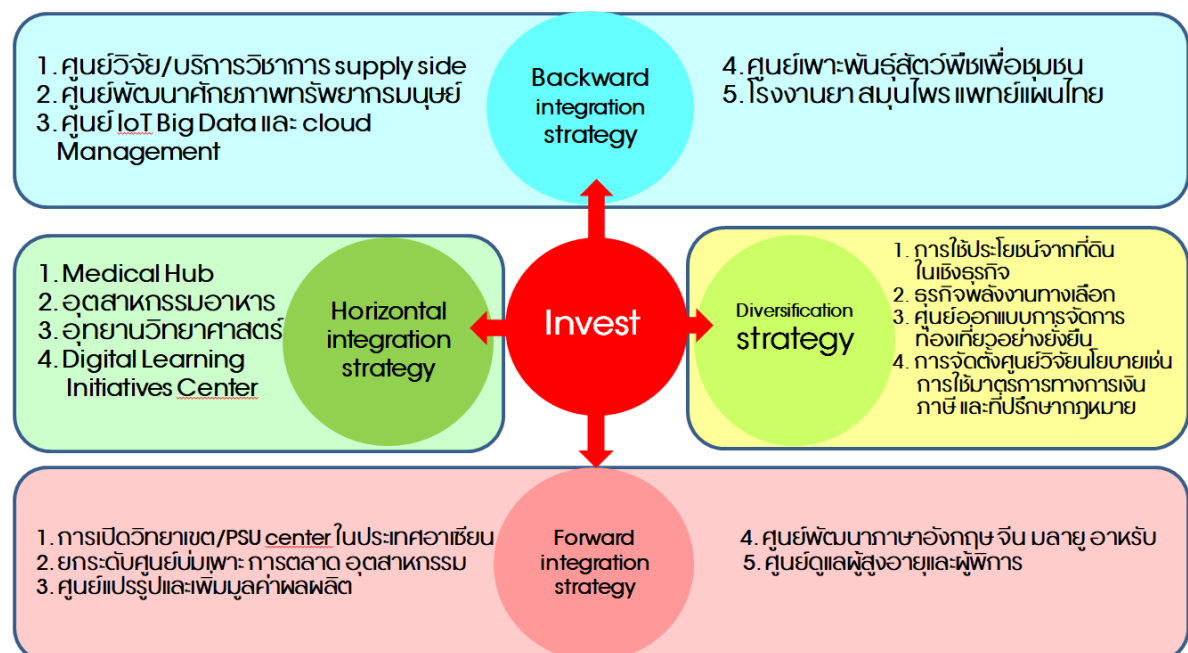 1. ศูนย์วิจัย/บริการวิชาการ supply side
2. ศูนย์พัฒนาศักยภาพทรัพยากรมนุษย์
3. ศูนย์ IoT Big Data และ cloud
Management
Backward
integration
strategy
4. ศูนย์เพาะพันธุ์สัตว์พืชเพื่อชุมชน
5. โรงงานยา สมุนไพร แพทย์แผนไทย
1. Medical Hub
2. อุตสาหกรรมอาหาร
3. อุทยานวิทยาศาสตร์
4. Digital Learning
Initiatives Center
Horizontal
integration
strategy
Invest
Diversification
strategy
1. การใช้ประโยชน์จากที่ดิน
ในเชิงธุรกิจ
2. ธุรกิจพลังงานทางเลือก
3. ศูนย์ออกแบบการจัดการ
ท่องเที่ยวอย่างยั่งยืน
4. การจัดตั้งศูนย์วิจัยนโยบายเช่น
การใช้มาตรการทางการเงิน
ภาษี และที่ปรึกษากฎหมาย
1. การเปิดวิทยาเขต/PSU center ในประเทศอาเซียน
2. ยกระดับศูนย์บ่มเพาะ การตลาด อุตสาหกรรม
3. ศูนย์แปรรูปและเพิ่มมูลค่าผลผลิต
Forward
integration
strategy
4. ศูนย์พัฒนาภาษาอังกฤษ จีน มลายู อาหรับ
5. ศูนย์ดูแลผู้สูงอายุและผู้พิการ